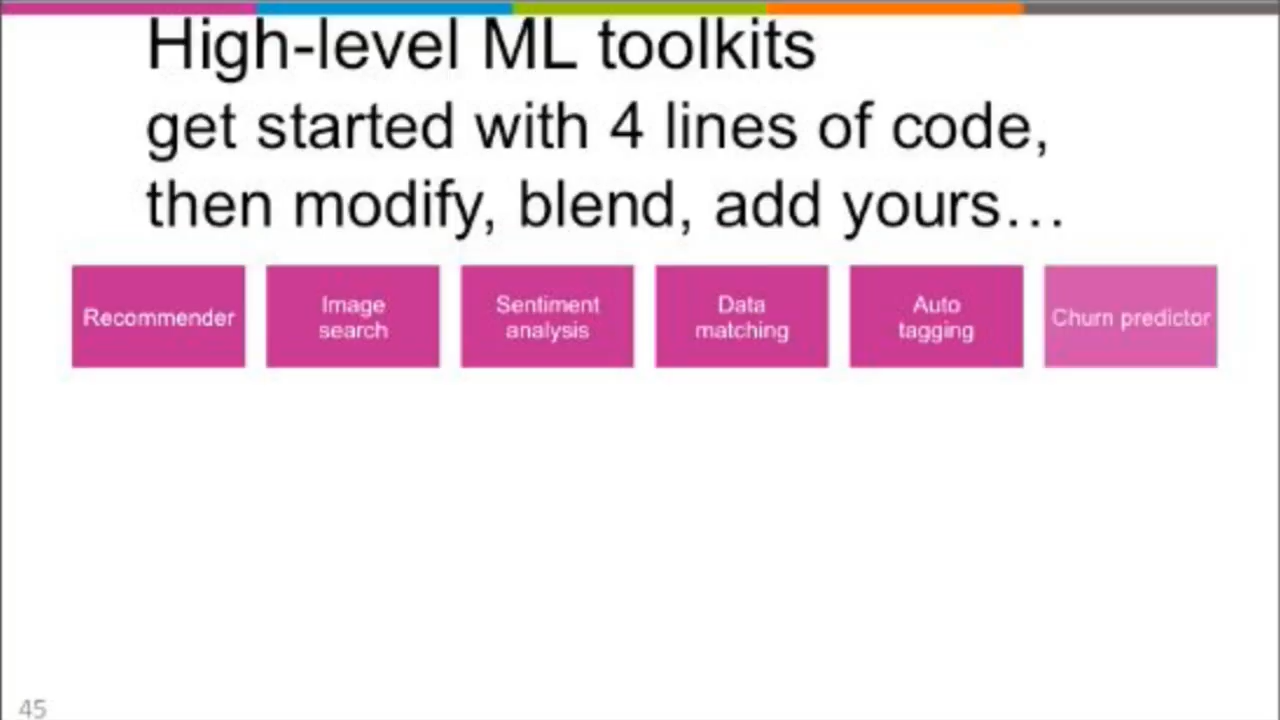 High-level ML toolkits
get started with 4 lines of code,
then modify, blend, add yours…
Recommender
Image
search
Sentiment
analysis
Data
matching
Auto
tagging
Churn predictor
45